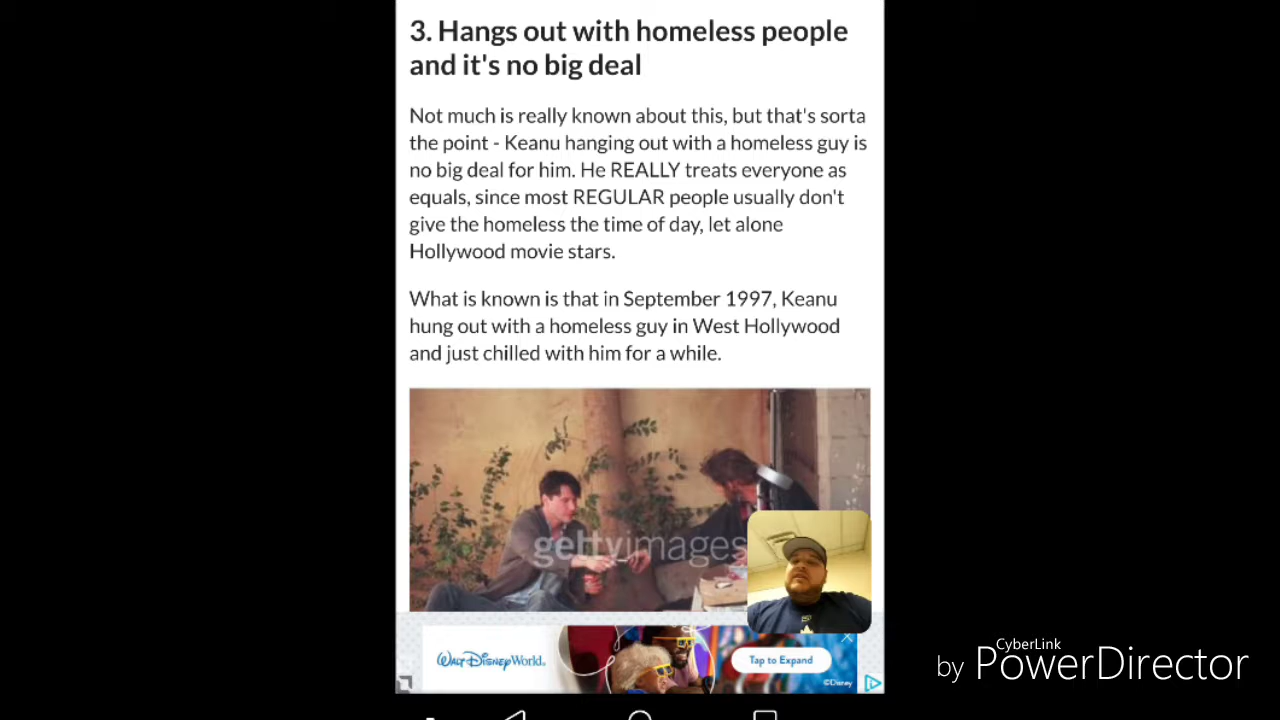 3. Hangs out with homeless people
and it's no big deal
Not much is really known about this, but that's sorta
the point - Keanu hanging out with a homeless guy is
no big deal for him. He REALLY treats everyone as
equals, since most REGULAR people usually don't
give the homeless the time of day, let alone
Hollywood movie stars.
What is known is that in September 1997, Keanu
hung out with a homeless guy in West Hollywood
and just chilled with him for a while.
gettyimages
WALT DISNEY World.
Tap to Expand
©Disney
CyberLink
by PowerDirector